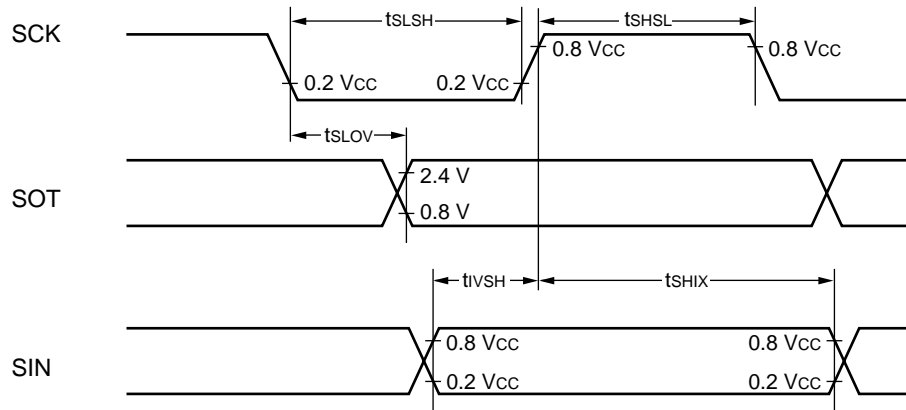 tSLSH tSHSL
SCK
0.8 VCC 0.8 VCC
0.2 VCC 0.2 VCC
tSLOV
2.4 V
SOT
0.8 V
tIVSH tSHIX
0.8 VCC 0.8 VCC
SIN
0.2 VCC 0.2 VCC